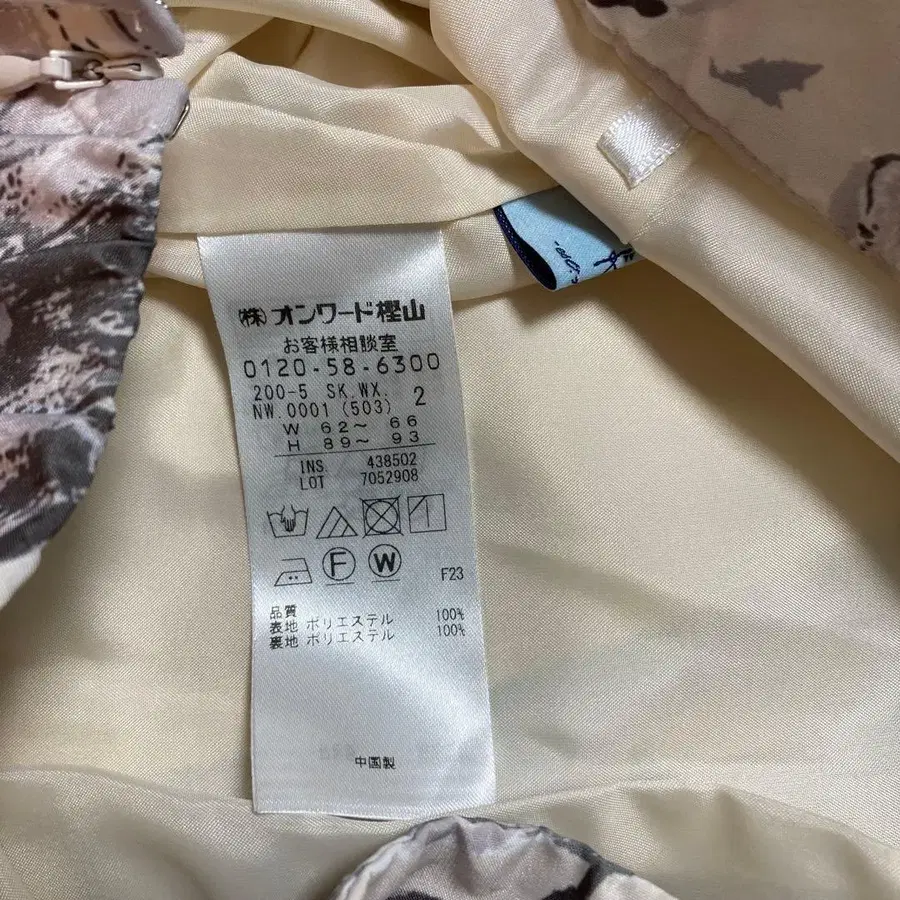 (株)オンワード樫山
お客様相談室
0120-58-6300
200-5 SK.WX. 2
NW.0001 (503)
W 62〜 66
H 89〜 93
INS 438502
LOT 7052908
F W
F23
品質
表地 ポリエステル 100%
裏地 ポリエステル 100%
中国製